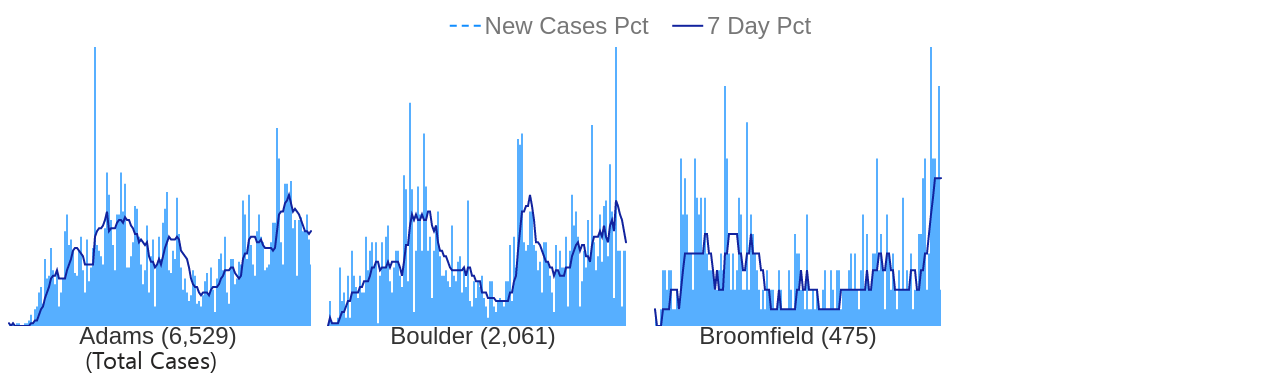 New Cases Pct 7 Day Pct
Adams (6,529) Boulder (2,061) Broomfield (475)
(Total Cases)